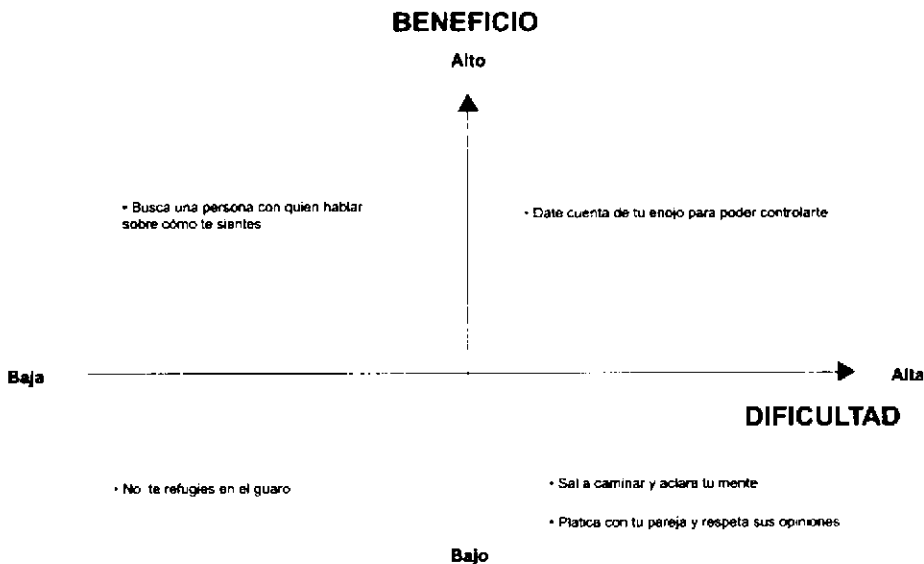 BENEFICIO
Alto
• Busca una persona con quien hablar
sobre cómo te sientes
• Date cuenta de tu enojo para poder controlarte
Baja
Alta
DIFICULTAD
• No te refugies en el guaro
• Sal a caminar y aclara tu mente
• Platica con tu pareja y respeta sus opiniones
Bajo